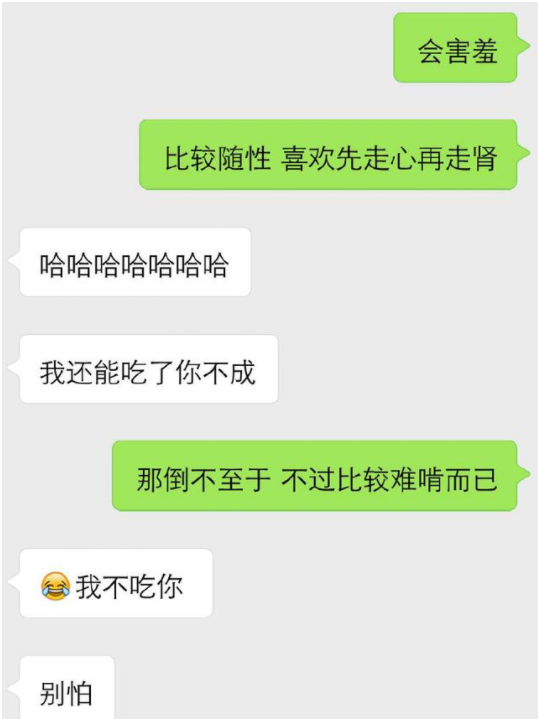 会害羞
比较随性 喜欢先走心再走肾
哈哈哈哈哈哈哈
我还能吃了你不成
那倒不至于 不过比较难啃而已
😂我不吃你
别怕